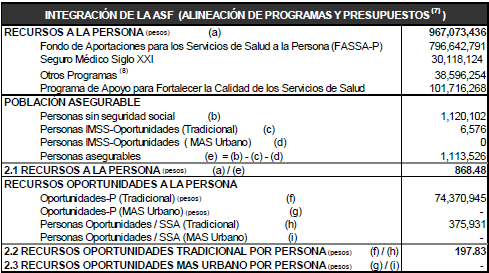 INTEGRACIÓN DE LA ASF (ALINEACIÓN DE PROGRAMAS Y PRESUPUESTOS (7) )
RECURSOS A LA PERSONA (pesos) (a) 967,073,436
Fondo de Aportaciones para los Servicios de Salud a la Persona (FASSA-P) 796,642,791
Seguro Médico Siglo XXI 30,118,124
Otros Programas (8) 38,596,254
Programa de Apoyo para Fortalecer la Calidad de los Servicios de Salud 101,716,268
POBLACIÓN ASEGURABLE
Personas sin seguridad social (b) 1,120,102
Personas IMSS-Oportunidades (Tradicional) (c) 6,576
Personas IMSS-Oportunidades ( MAS Urbano) (d) 0
Personas asegurables (e) = (b) - (c) - (d) 1,113,526
2.1 RECURSOS A LA PERSONA (pesos) (a) / (e) 868.48
RECURSOS OPORTUNIDADES A LA PERSONA
Oportunidades-P (Tradicional) (pesos) (f) 74,370,945
Oportunidades-P (MAS Urbano) (pesos) (g) -
Personas Oportunidades / SSA (Tradicional) (h) 375,931
Personas Oportunidades / SSA (MAS Urbano) (i) -
2.2 RECURSOS OPORTUNIDADES TRADICIONAL POR PERSONA (pesos) (f) / (h) 197.83
2.3 RECURSOS OPORTUNIDADES MAS URBANO POR PERSONA (pesos) (g) / (i) -